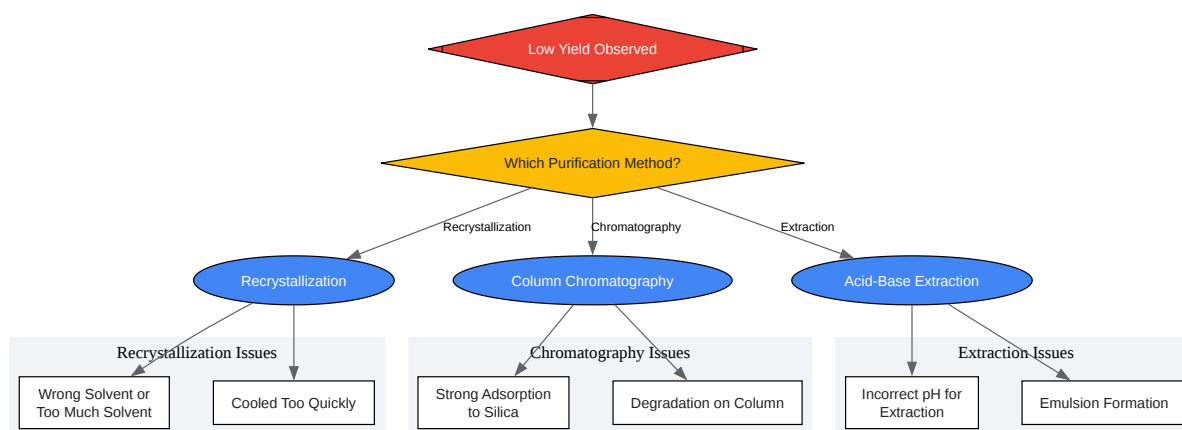 Low Yield Observed
Which Purification Method?
Recrystallization
Chromatography
Extraction
Recrystallization
Column Chromatography
Acid-Base Extraction
Recrystallization Issues
Chromatography Issues
Extraction Issues
Wrong Solvent or
Too Much Solvent
Cooled Too Quickly
Strong Adsorption
to Silica
Degradation on Column
Incorrect pH for
Extraction
Emulsion Formation